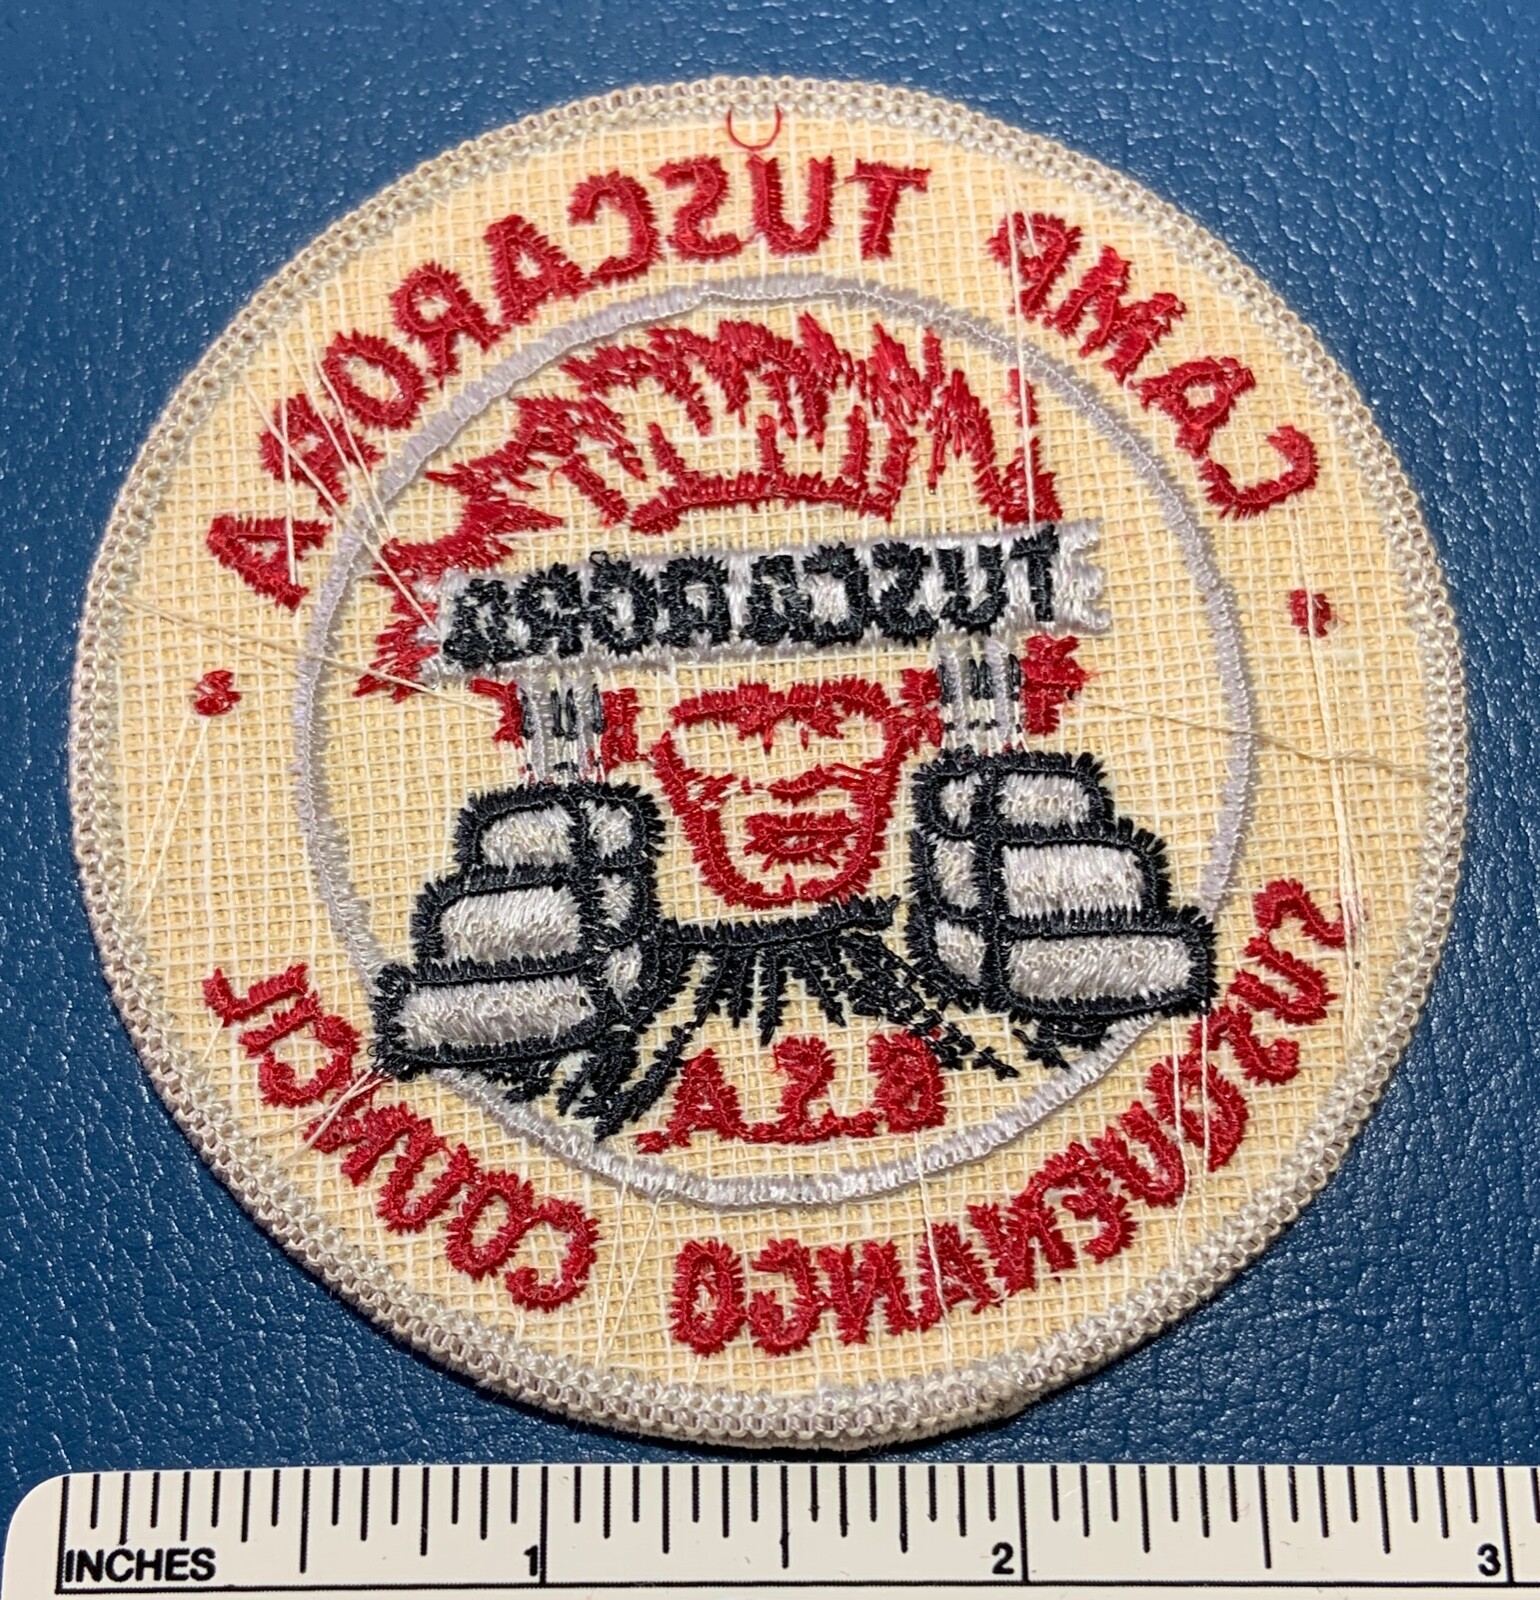 CAMP TUSCARORA
TUSCARORA
B.S.A
SUSQUENANGO COUNCIL
INCHES 1 2 3